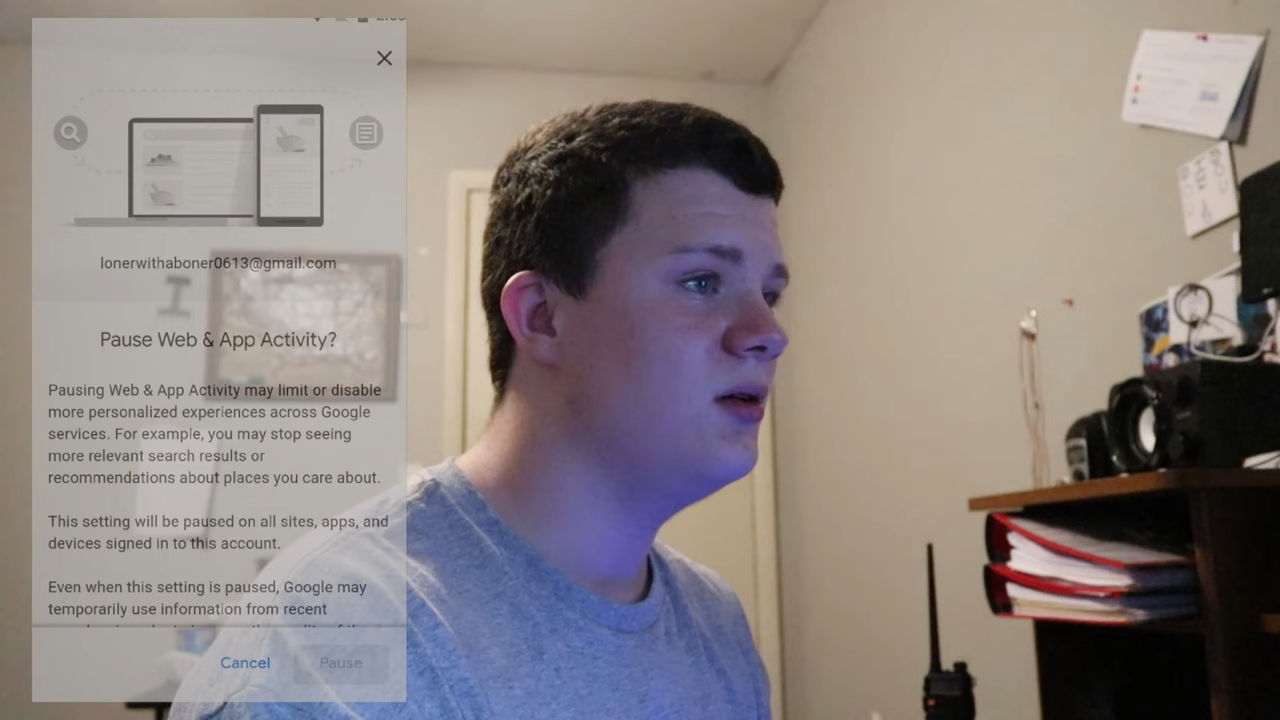 lonerwithaboner0613@gmail.com
Pause Web & App Activity?
Pausing Web & App Activity may limit or disable
more personalized experiences across Google
services. For example, you may stop seeing
more relevant search results or
recommendations about places you care about.
This setting will be paused on all sites, apps, and
devices signed in to this account.
Even when this setting is paused, Google may
temporarily use information from recent
Cancel
Pause